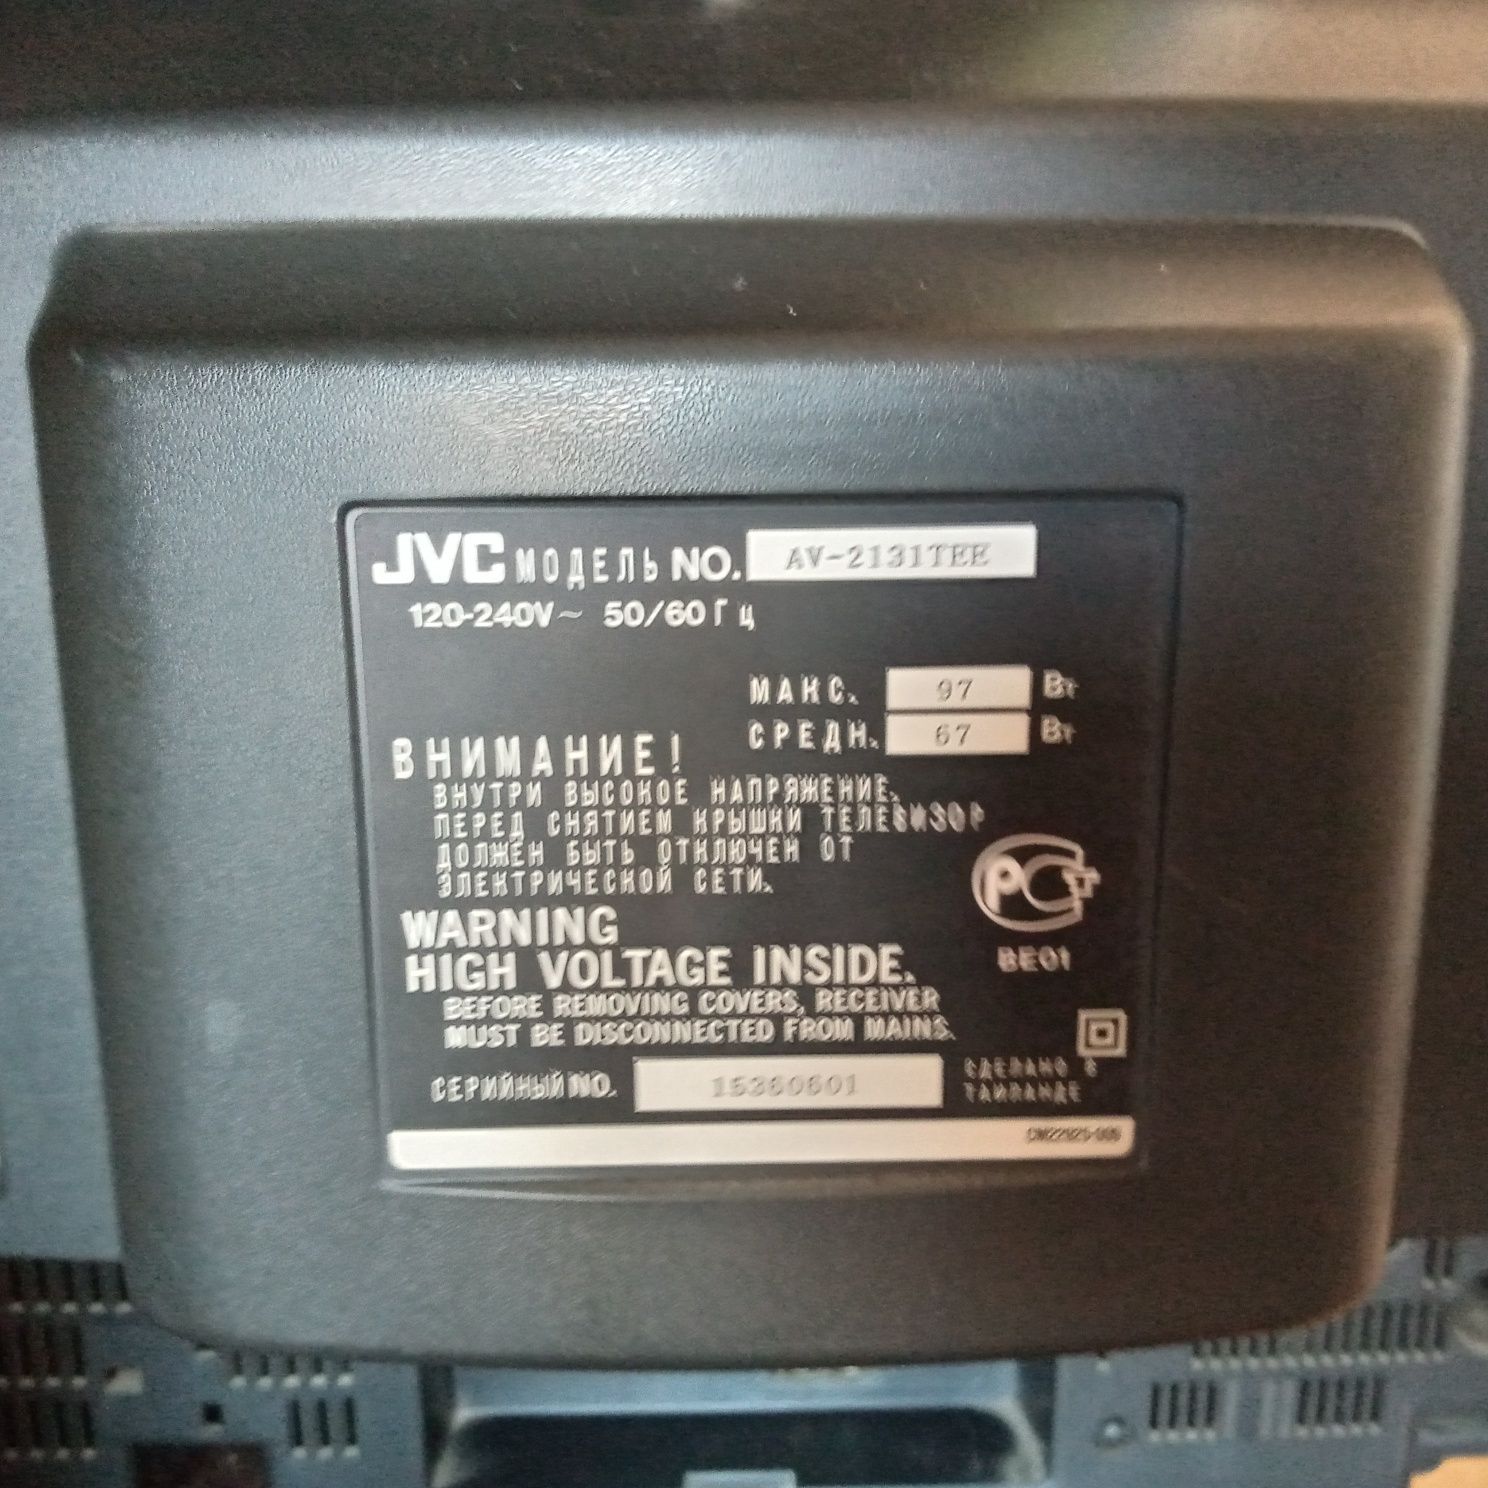 JVC МОДЕЛЬ NO. AV-2131TEE
120-240V~ 50/60Гц
МАКС. 97 Вт
СРЕДН. 67 Вт
ВНИМАНИЕ!
ВНУТРИ ВЫСОКОЕ НАПРЯЖЕНИЕ.
ПЕРЕД СНЯТИЕМ КРЫШКИ ТЕЛЕВИЗОР
ДОЛЖЕН БЫТЬ ОТКЛЮЧЕН ОТ
ЭЛЕКТРИЧЕСКОЙ СЕТИ.
РСТ
ВЕ01
WARNING
HIGH VOLTAGE INSIDE.
BEFORE REMOVING COVERS, RECEIVER
MUST BE DISCONNECTED FROM MAINS.
СЕРИЙНЫЙ NO. 15360601
СДЕЛАНО В
ТАИЛАНДЕ